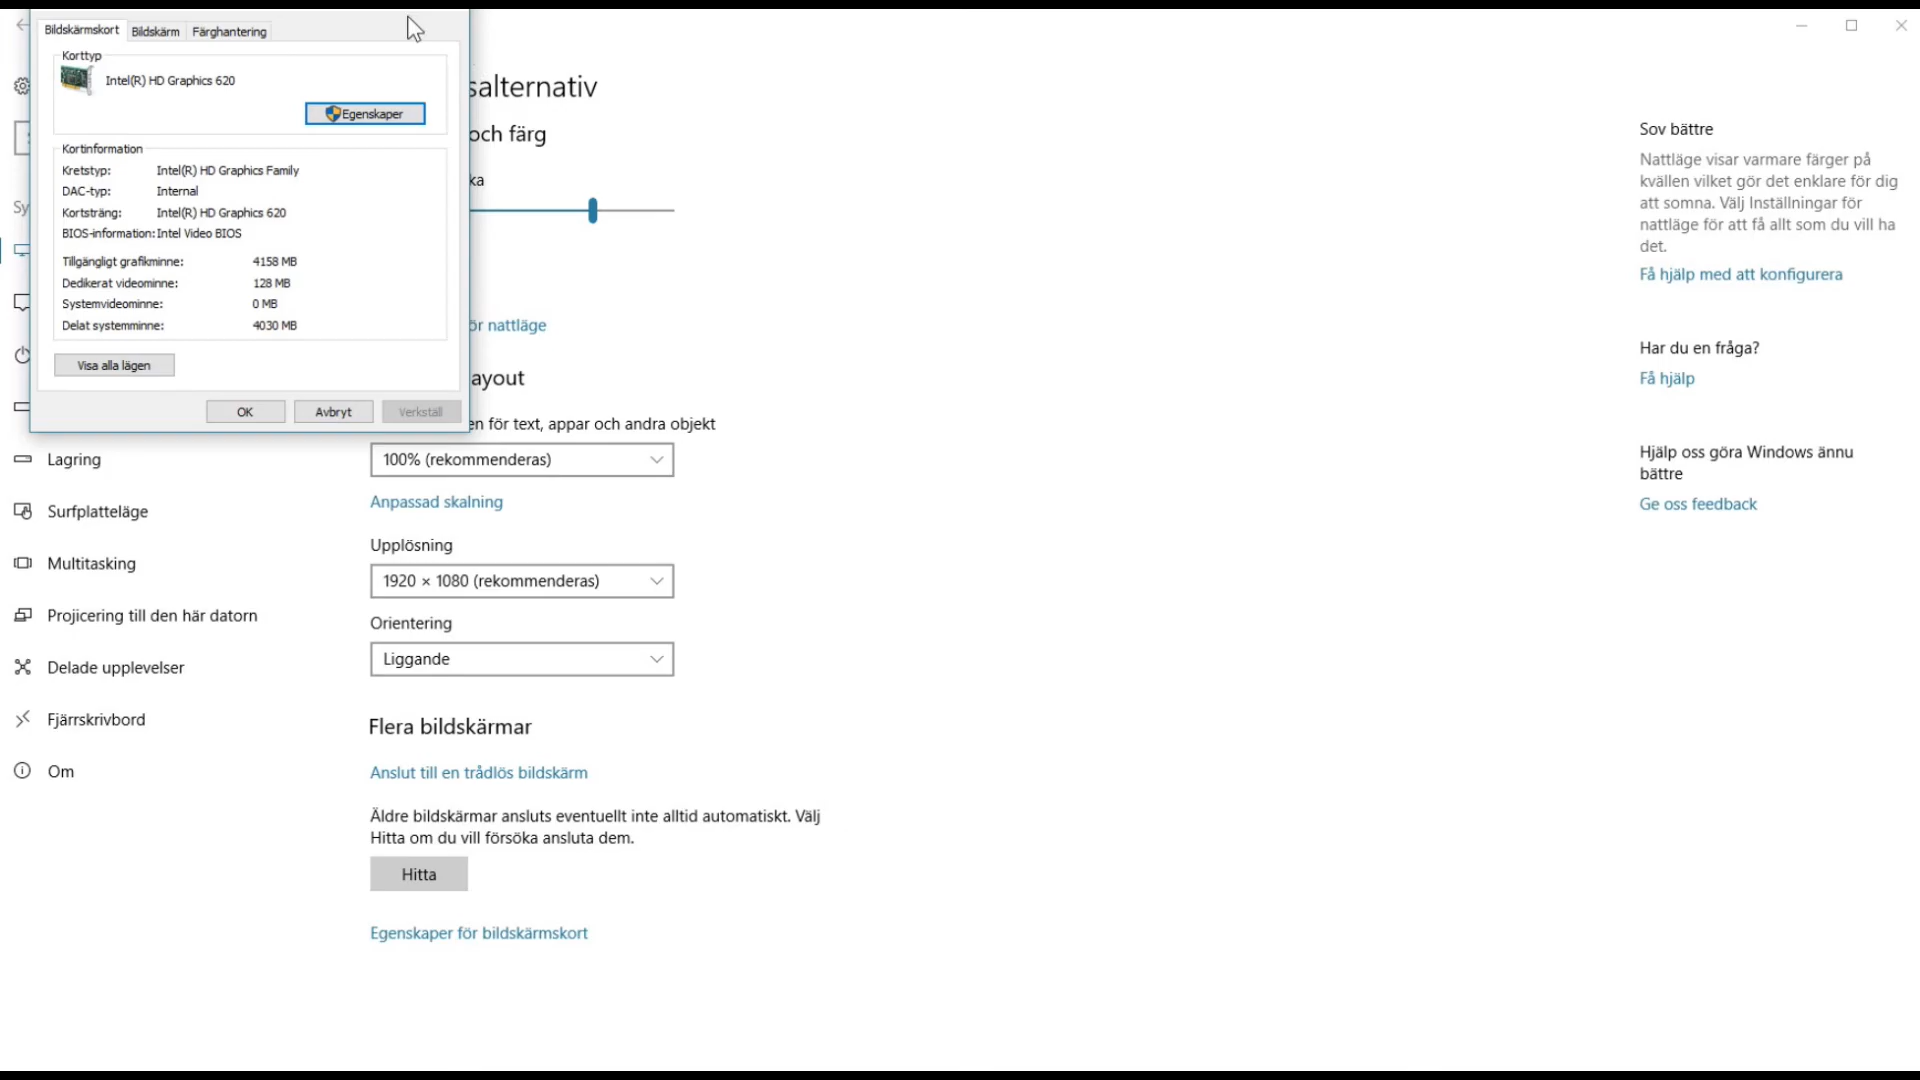 Bildskärmskort Bildskärm Färghantering
Korttyp
Intel(R) HD Graphics 620
Egenskaper
Kortinformation
Kretstyp: Intel(R) HD Graphics Family
DAC-typ: Internal
Kortsträng: Intel(R) HD Graphics 620
BIOS-information: Intel Video BIOS
Tillgängligt grafikminne: 4158 MB
Dedikerat videominne: 128 MB
Systemvideominne: 0 MB
Delat systemminne: 4030 MB
Visa alla lägen
OK Avbryt Verkställ
Sy
Lagring
Surfplatteläge
Multitasking
Projicering till den här datorn
Delade upplevelser
Fjärrskrivbord
Om
salternativ
och färg
ka
ör nattläge
ayout
en för text, appar och andra objekt
100% (rekommenderas)
Anpassad skalning
Upplösning
1920 × 1080 (rekommenderas)
Orientering
Liggande
Flera bildskärmar
Anslut till en trådlös bildskärm
Äldre bildskärmar ansluts eventuellt inte alltid automatiskt. Välj
Hitta om du vill försöka ansluta dem.
Hitta
Egenskaper för bildskärmskort
Sov bättre
Nattläge visar varmare färger på
kvällen vilket gör det enklare för dig
att somna. Välj Inställningar för
nattläge för att få allt som du vill ha
det.
Få hjälp med att konfigurera
Har du en fråga?
Få hjälp
Hjälp oss göra Windows ännu
bättre
Ge oss feedback